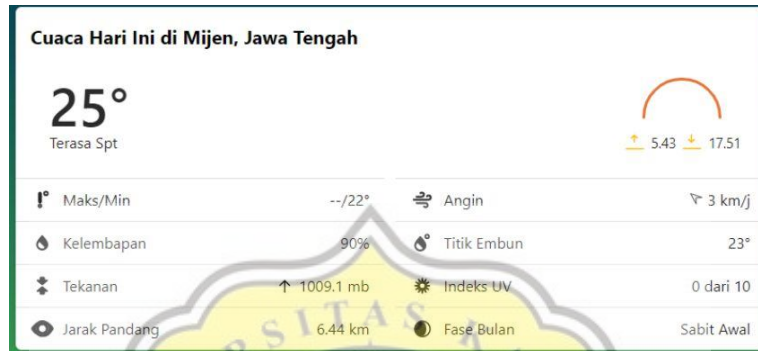 Cuaca Hari Ini di Mijen, Jawa Tengah
25°
Terasa Spt
5.43 17.51
Maks/Min --/22°
Angin 3 km/j
Kelembapan 90%
Titik Embun 23°
Tekanan ↑ 1009.1 mb
Indeks UV 0 dari 10
Jarak Pandang 6.44 km
Fase Bulan Sabit Awal
RSITAS K